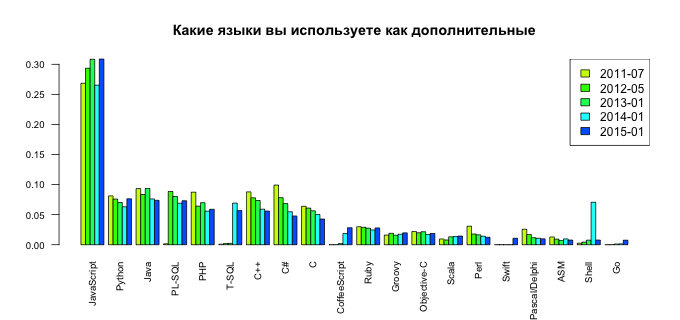 Какие языки вы используете как дополнительные
0.30
0.25
0.20
0.15
0.10
0.05
0.00
2011-07
2012-05
2013-01
2014-01
2015-01
JavaScript
Python
Java
PL-SQL
PHP
T-SQL
C++
C#
C
CoffeeScript
Ruby
Groovy
Objective-C
Scala
Perl
Swift
Pascal/Delphi
ASM
Shell
Go